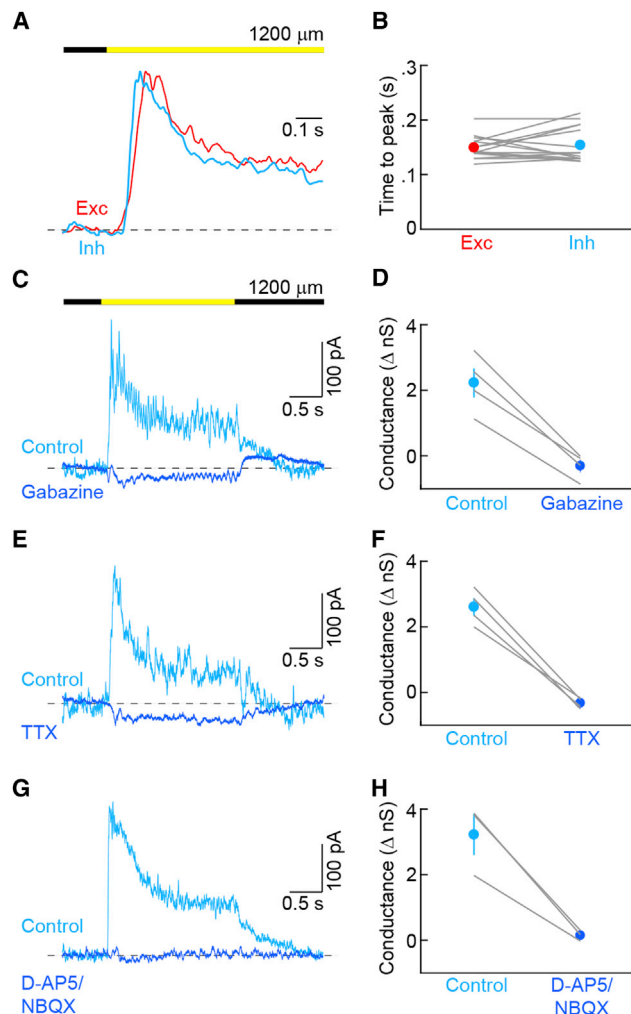 A
1200 μm
0.1 s
Exc
Inh
B
Time to peak (s)
.3
.2
.1
0
Exc
Inh
C
1200 μm
100 pA
0.5 s
Control
Gabazine
D
Conductance (Δ nS)
4
2
0
Control
Gabazine
E
100 pA
0.5 s
Control
TTX
F
Conductance (Δ nS)
4
2
0
Control
TTX
G
100 pA
0.5 s
Control
D-AP5/
NBQX
H
Conductance (Δ nS)
4
2
0
Control
D-AP5/
NBQX